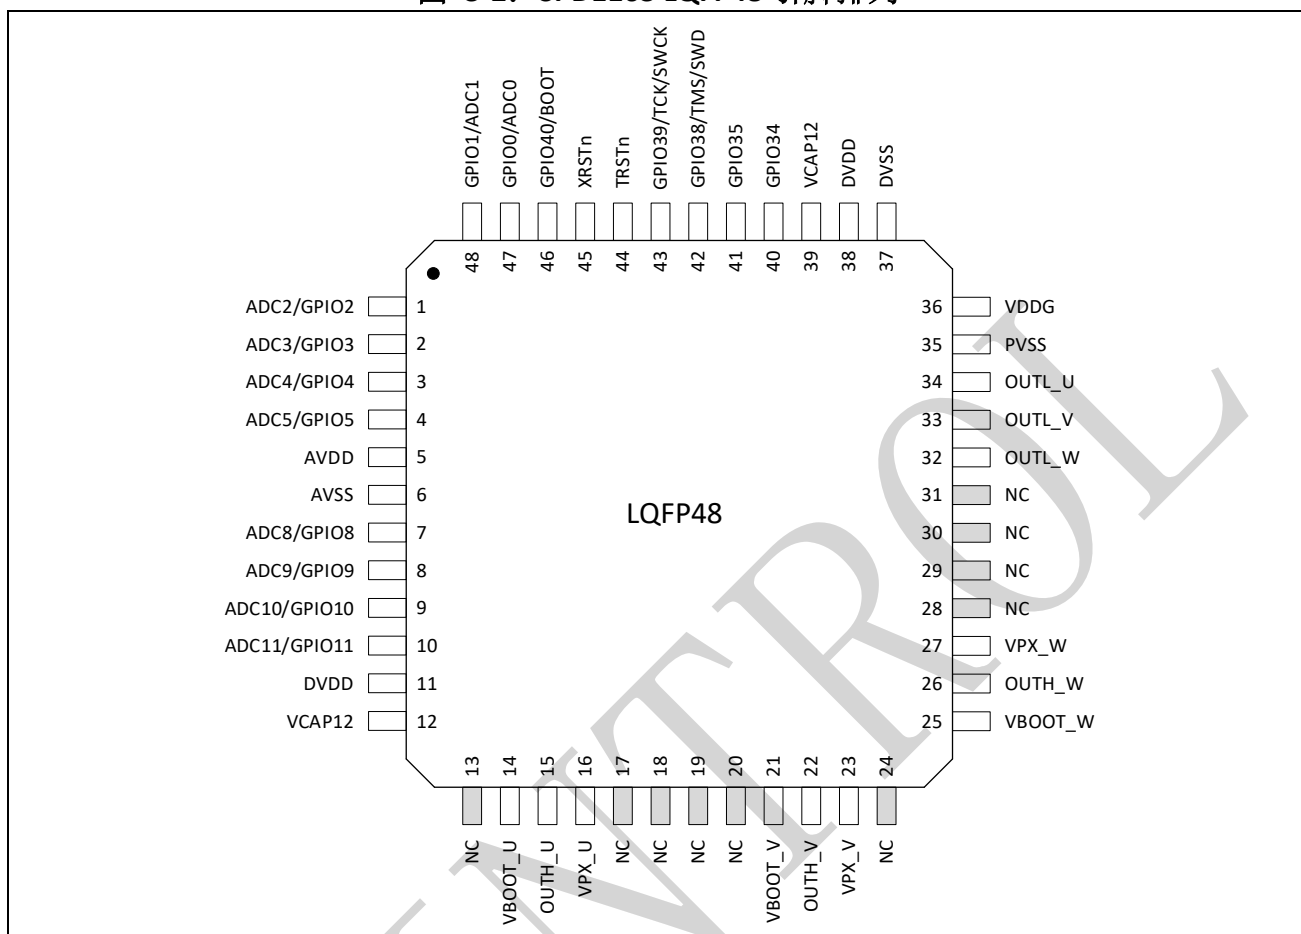 GPIO1/ADC1
GPIO0/ADC0
GPIO40/BOOT
XRSTn
TRSTn
GPIO39/TCK/SWCK
GPIO38/TMS/SWD
GPIO35
GPIO34
VCAP12
DVDD
DVSS
48
47
46
45
44
43
42
41
40
39
38
37
ADC2/GPIO2 1
ADC3/GPIO3 2
ADC4/GPIO4 3
ADC5/GPIO5 4
AVDD 5
AVSS 6
ADC8/GPIO8 7
ADC9/GPIO9 8
ADC10/GPIO10 9
ADC11/GPIO11 10
DVDD 11
VCAP12 12
LQFP48
36 VDDG
35 PVSS
34 OUTL_U
33 OUTL_V
32 OUTL_W
31 NC
30 NC
29 NC
28 NC
27 VPX_W
26 OUTH_W
25 VBOOT_W
13
14
15
16
17
18
19
20
21
22
23
24
NC
VBOOT_U
OUTH_U
VPX_U
NC
NC
NC
NC
VBOOT_V
OUTH_V
VPX_V
NC
NTROL